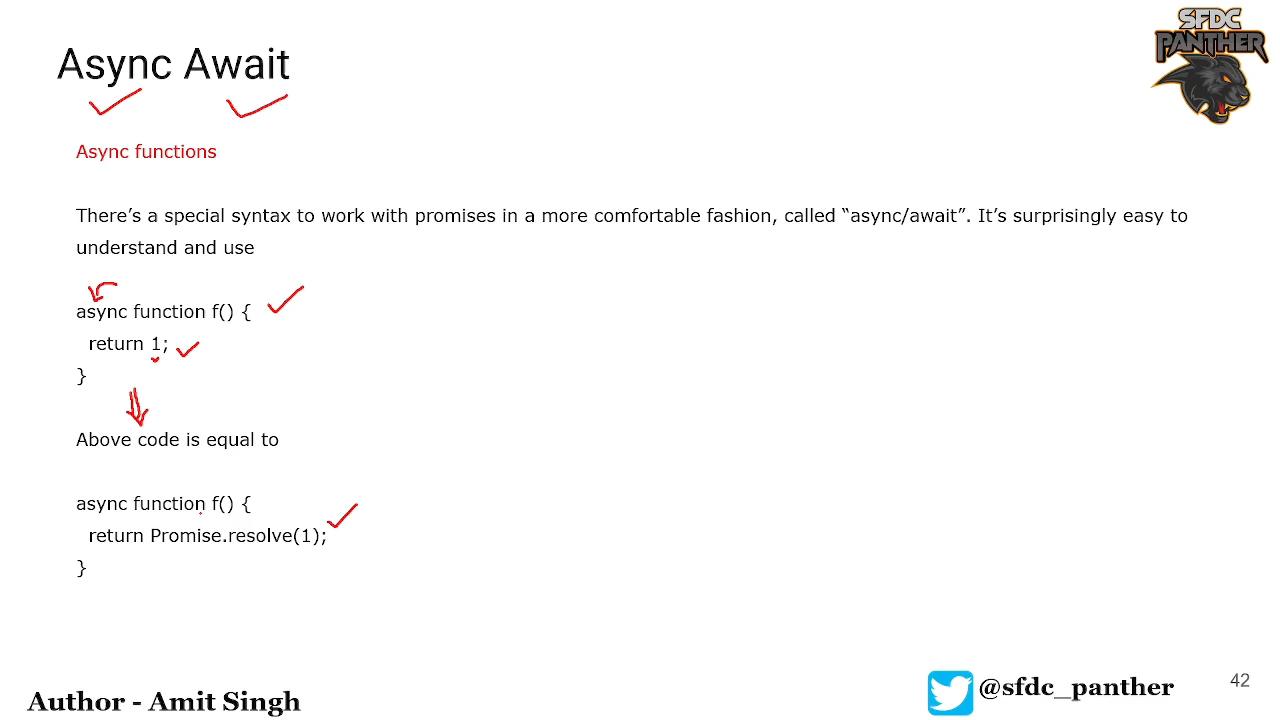 SFDC
PANTHER
Async Await
Async functions
There’s a special syntax to work with promises in a more comfortable fashion, called “async/await”. It’s surprisingly easy to
understand and use
async function f() {
return 1;
}
Above code is equal to
async function f() {
return Promise.resolve(1);
}
Author - Amit Singh
@sfdc_panther
42